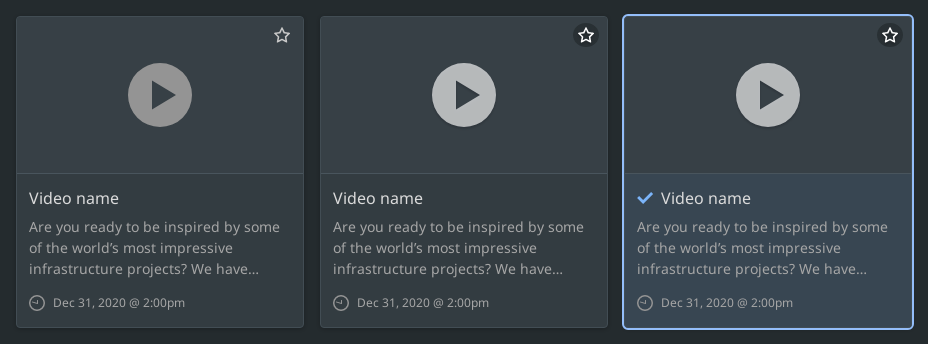 Video name
Are you ready to be inspired by some
of the world’s most impressive
infrastructure projects? We have...
Dec 31, 2020 @ 2:00pm
Video name
Are you ready to be inspired by some
of the world’s most impressive
infrastructure projects? We have...
Dec 31, 2020 @ 2:00pm
Video name
Are you ready to be inspired by some
of the world’s most impressive
infrastructure projects? We have...
Dec 31, 2020 @ 2:00pm